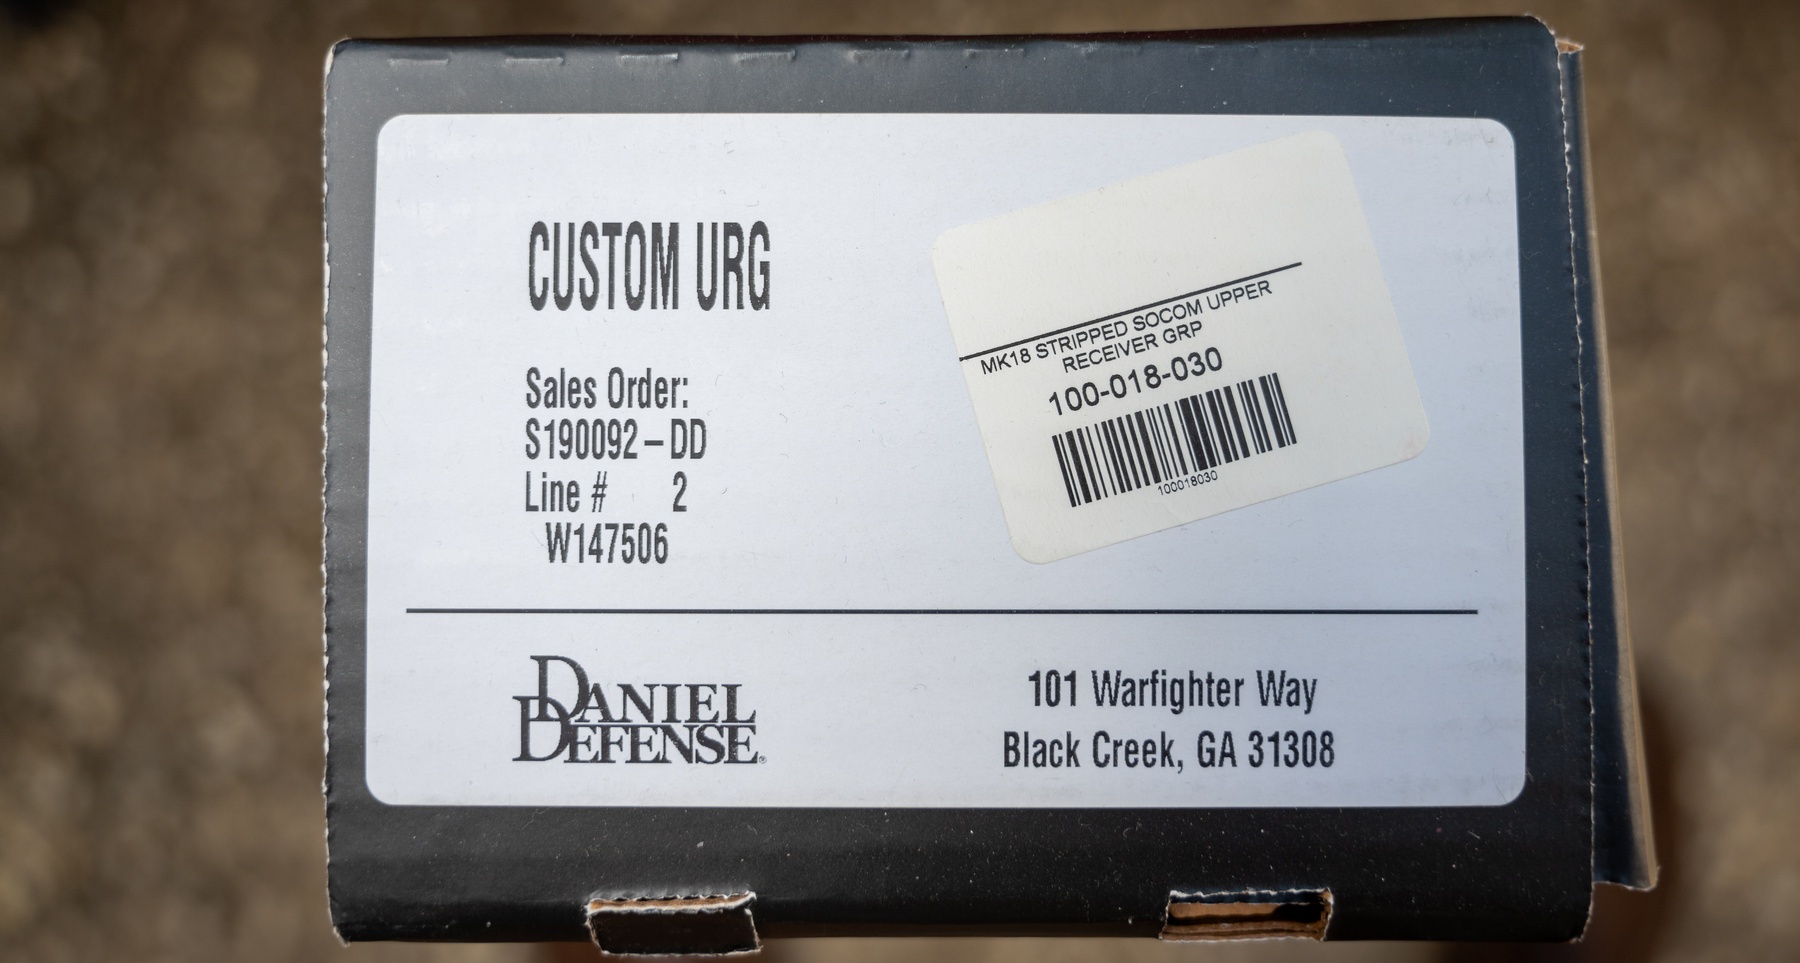 CUSTOM URG
Sales Order:
S190092-DD
Line # 2
W147506
MK18 STRIPPED SOCOM UPPER
RECEIVER GRP
100-018-030
100018030
DANIEL
DEFENSE®
101 Warfighter Way
Black Creek, GA 31308